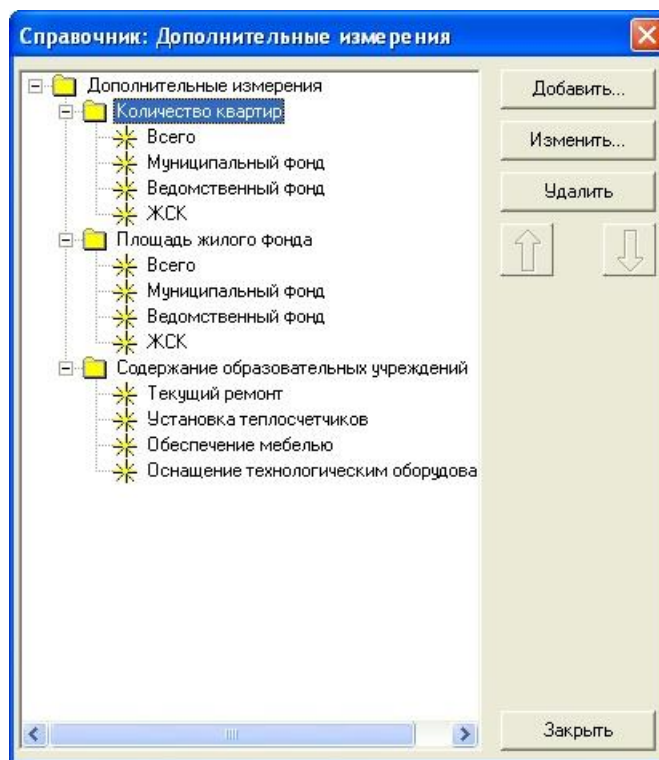 Справочник: Дополнительные измерения
Дополнительные измерения
Количество квартир
Всего
Муниципальный фонд
Ведомственный фонд
ЖСК
Площадь жилого фонда
Всего
Муниципальный фонд
Ведомственный фонд
ЖСК
Содержание образовательных учреждений
Текущий ремонт
Установка теплосчетчиков
Обеспечение мебелью
Оснащение технологическим оборудова
Добавить...
Изменить...
Удалить
Закрыть